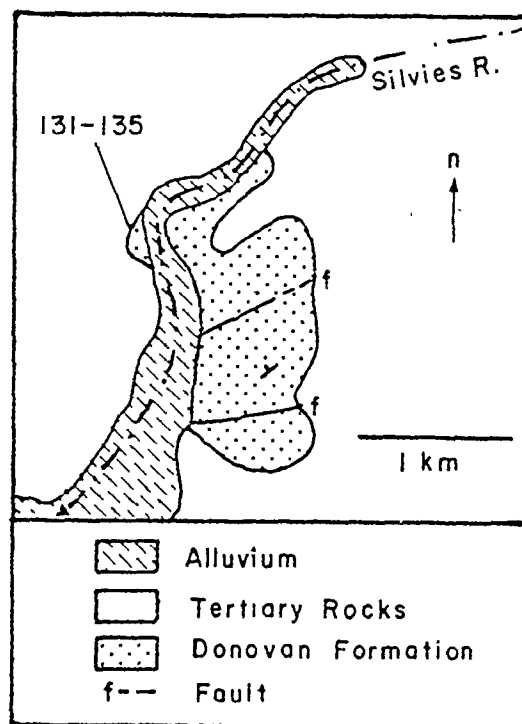 Silvies R.
131-135
n
f
f
1 km
Alluvium
Tertiary Rocks
Donovan Formation
f-- Fault